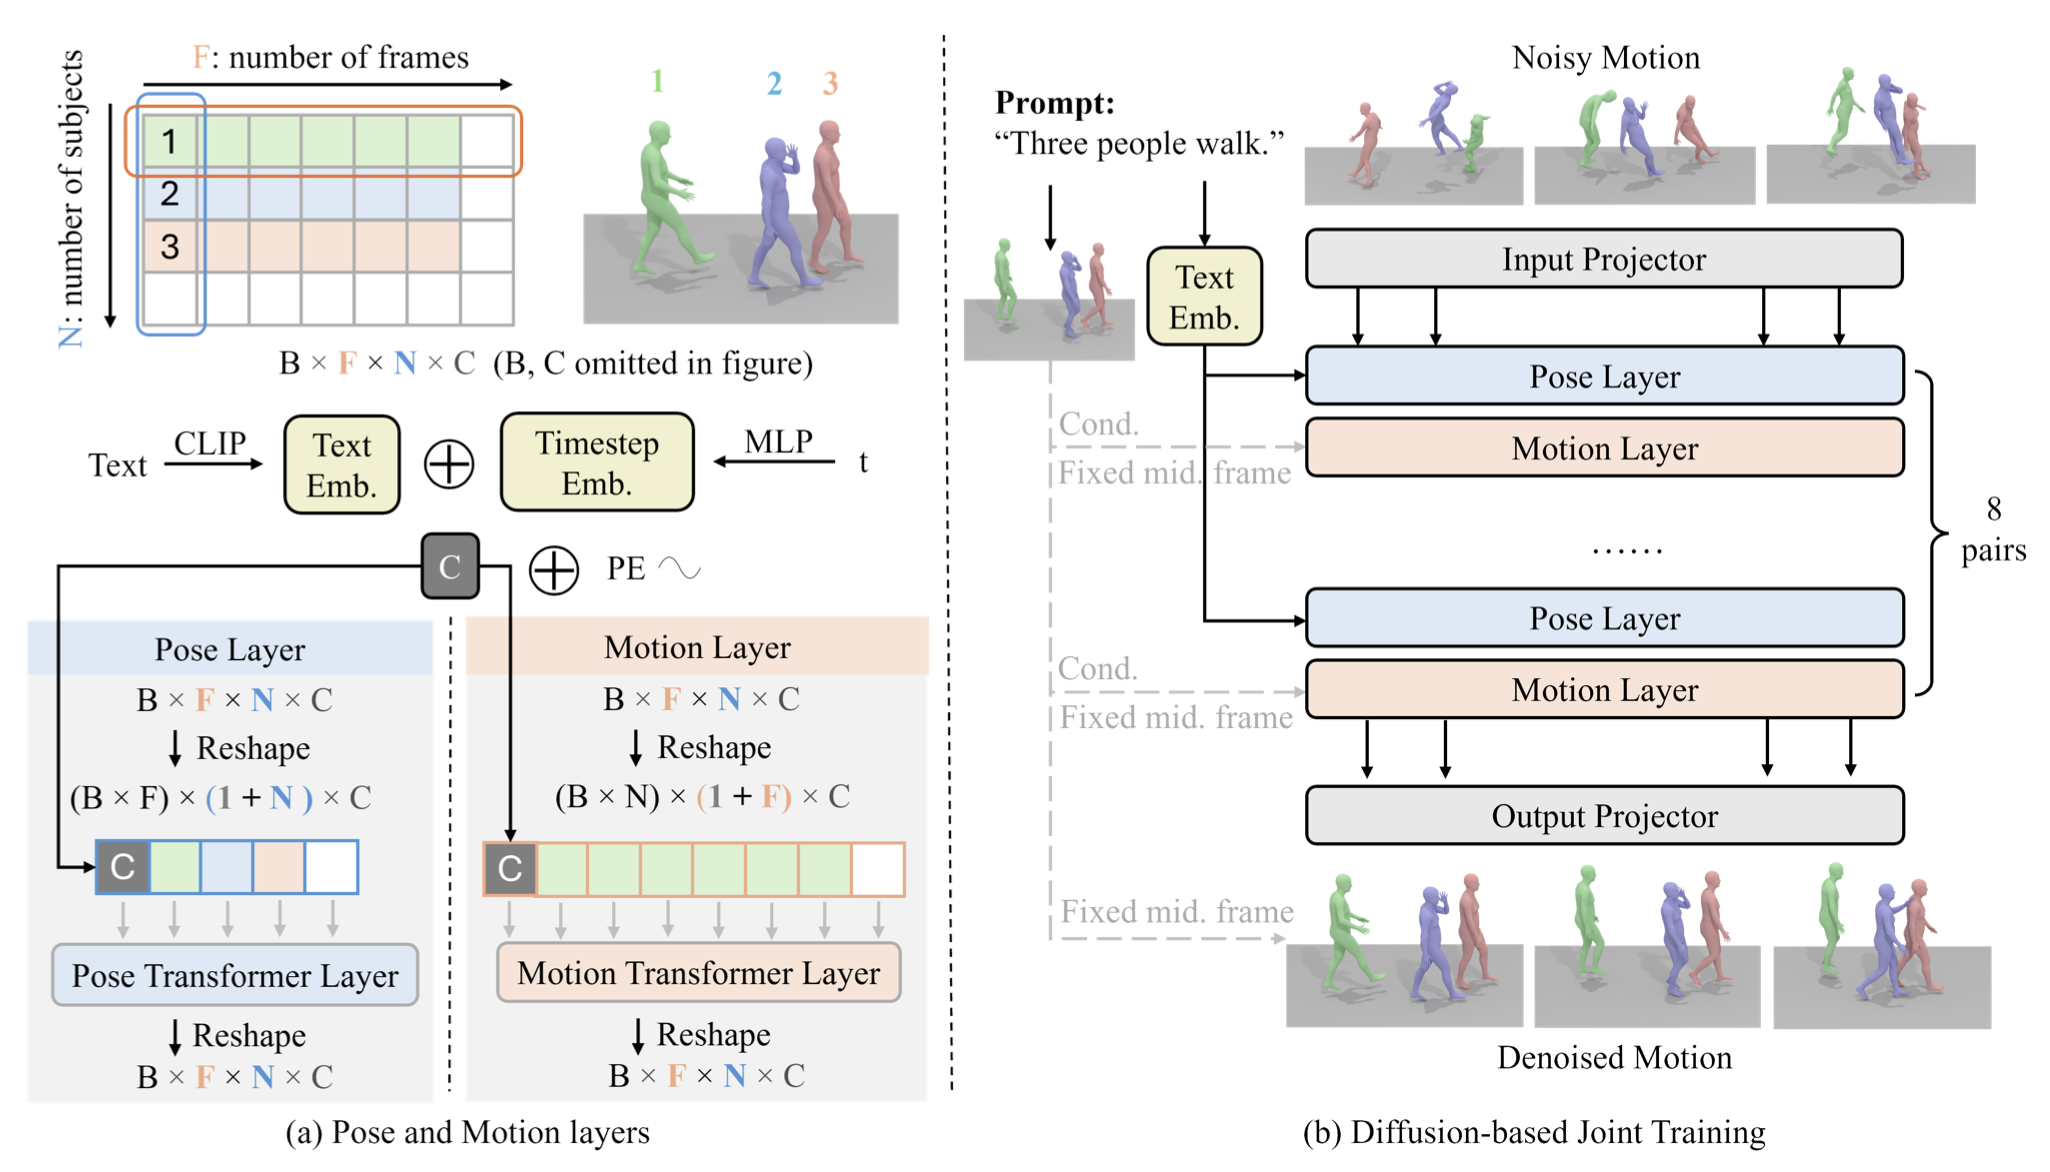 F: number of frames
N: number of subjects
1
2
3
1
2
3
B × F × N × C (B, C omitted in figure)
Text
CLIP
Text
Emb.
Timestep
Emb.
MLP
t
C
PE
Pose Layer
B × F × N × C
Reshape
(B × F) × (1 + N ) × C
C
Pose Transformer Layer
Reshape
B × F × N × C
Motion Layer
B × F × N × C
Reshape
(B × N) × (1 + F) × C
C
Motion Transformer Layer
Reshape
B × F × N × C
(a) Pose and Motion layers
Prompt:
“Three people walk.”
Text
Emb.
Noisy Motion
Input Projector
Pose Layer
Cond.
Motion Layer
Fixed mid. frame
......
8
pairs
Pose Layer
Cond.
Motion Layer
Fixed mid. frame
Output Projector
Fixed mid. frame
Denoised Motion
(b) Diffusion-based Joint Training